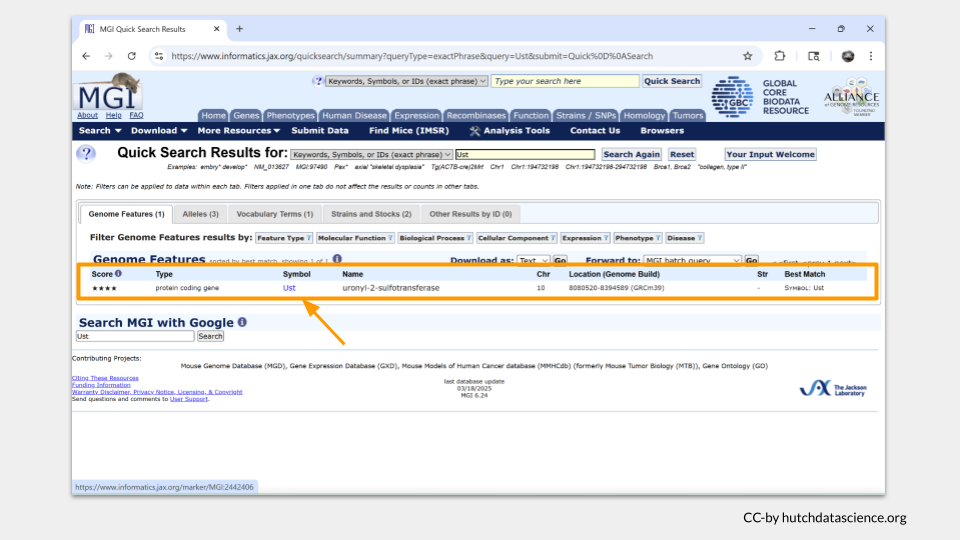 MGI Quick Search Results
https://www.informatics.jax.org/quicksearch/summary?queryType=exactPhrase&query=Ust&submit=Quick%0D%0ASearch
MGI
About Help FAQ
Keywords, Symbols, or IDs (exact phrase) Type your search here Quick Search
GBC
GLOBAL
CORE
BIODATA
RESOURCE
ALLIANCE
of GENOME RESOURCES
FOUNDING
MEMBER
Home Genes Phenotypes Human Disease Expression Recombinases Function Strains / SNPs Homology Tumors
Search Download More Resources Submit Data Find Mice (IMSR) Analysis Tools Contact Us Browsers
? Quick Search Results for: Keywords, Symbols, or IDs (exact phrase) Ust Search Again Reset Your Input Welcome
Examples: embry* develop* NM_013627 MGI:97490 Pax* axial "skeletal dysplasia" Tg(ACTB-cre)2Mrt Chr1 Chr1:194732198 Chr1:194732198-294732198 Brca1, Brca2 "collagen, type II"
Note: Filters can be applied to data within each tab. Filters applied in one tab do not affect the results or counts in other tabs.
Genome Features (1) Alleles (3) Vocabulary Terms (1) Strains and Stocks (2) Other Results by ID (0)
Filter Genome Features results by: Feature Type Molecular Function Biological Process Cellular Component Expression Phenotype Disease
Genome Features sorted by best match, showing 1 of 1 Download as: Text Go Forward to: MGI batch query Go
Score Type Symbol Name Chr Location (Genome Build) Str Best Match
★★★★ protein coding gene Ust uronyl-2-sulfotransferase 10 8080520-8394589 (GRCm39) - SYMBOL: Ust
Search MGI with Google
Ust Search
Contributing Projects:
Mouse Genome Database (MGD), Gene Expression Database (GXD), Mouse Models of Human Cancer database (MMHCdb) (formerly Mouse Tumor Biology (MTB)), Gene Ontology (GO)
Citing These Resources
Funding Information
Warranty Disclaimer, Privacy Notice, Licensing, & Copyright
Send questions and comments to User Support.
last database update
03/18/2025
MGI 6.24
JAX The Jackson
Laboratory
https://www.informatics.jax.org/marker/MGI:2442406
CC-by hutchdatascience.org